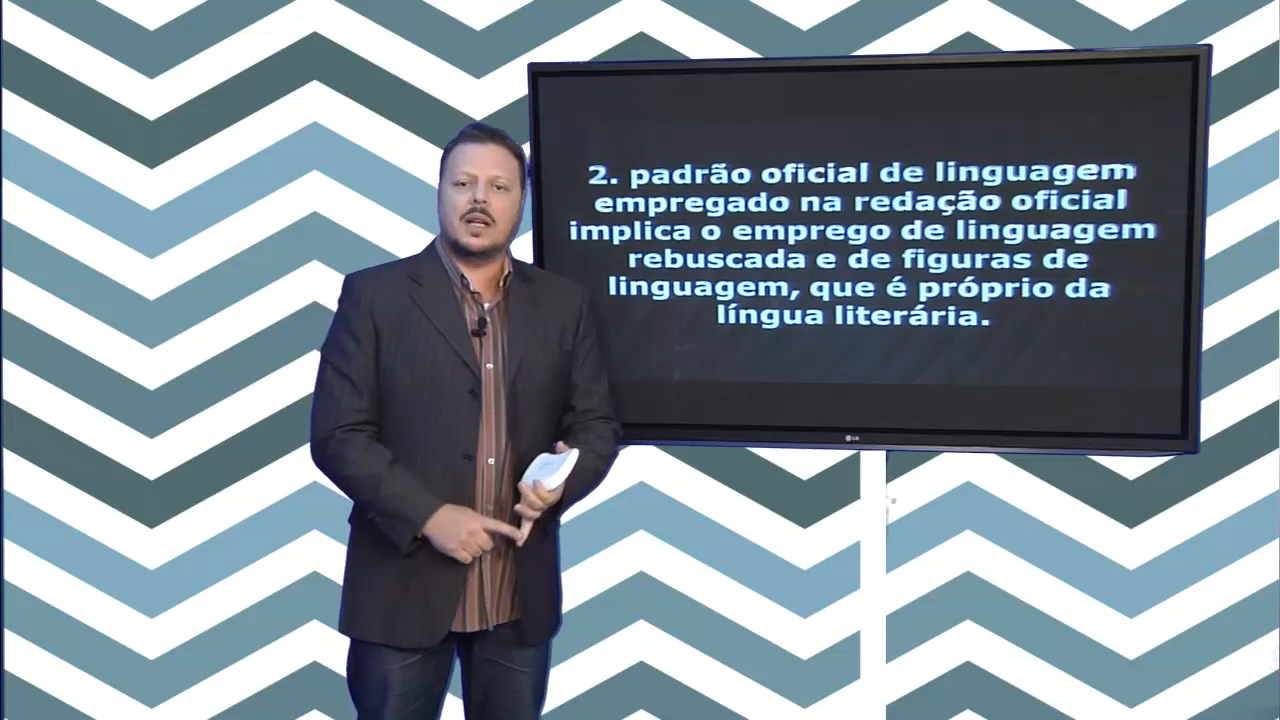 2. padrão oficial de linguagem
empregado na redação oficial
implica o emprego de linguagem
rebuscada e de figuras de
linguagem, que é próprio da
língua literária.
LG